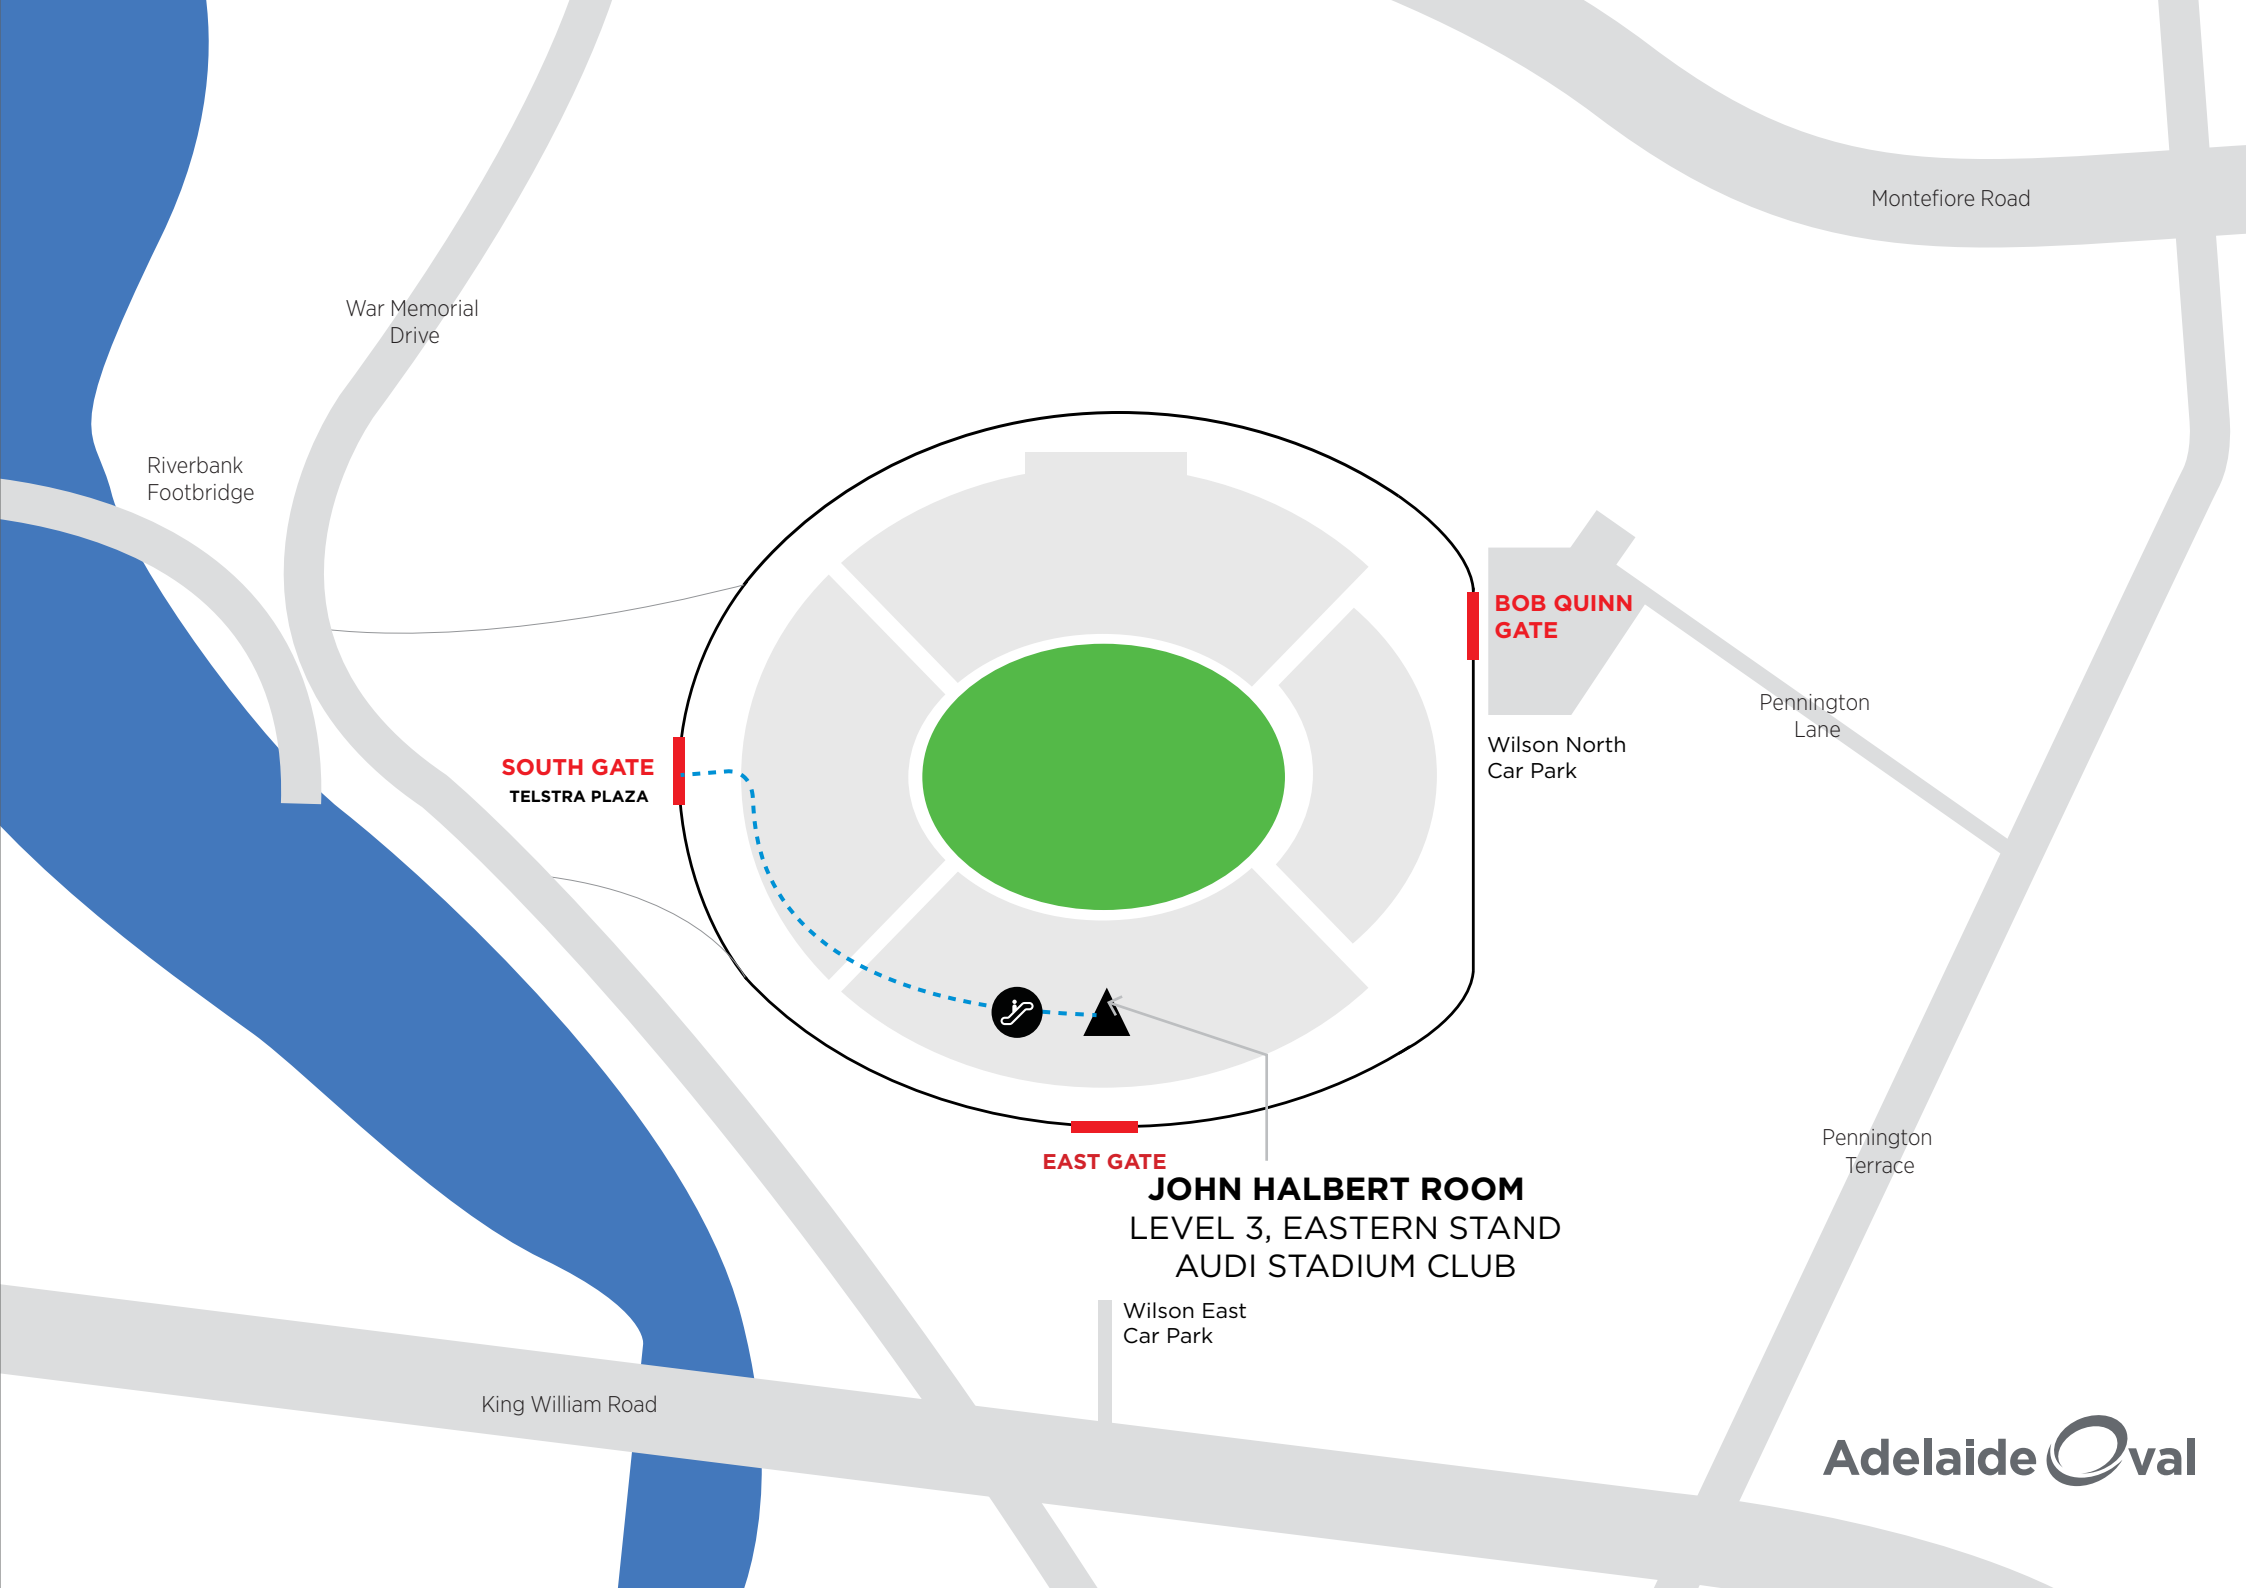 Montefiore Road
War Memorial
Drive
Riverbank
Footbridge
BOB QUINN
GATE
Pennington
Lane
Wilson North
Car Park
SOUTH GATE
TELSTRA PLAZA
Pennington
Terrace
EAST GATE
JOHN HALBERT ROOM
LEVEL 3, EASTERN STAND
AUDI STADIUM CLUB
Wilson East
Car Park
King William Road
Adelaide Oval